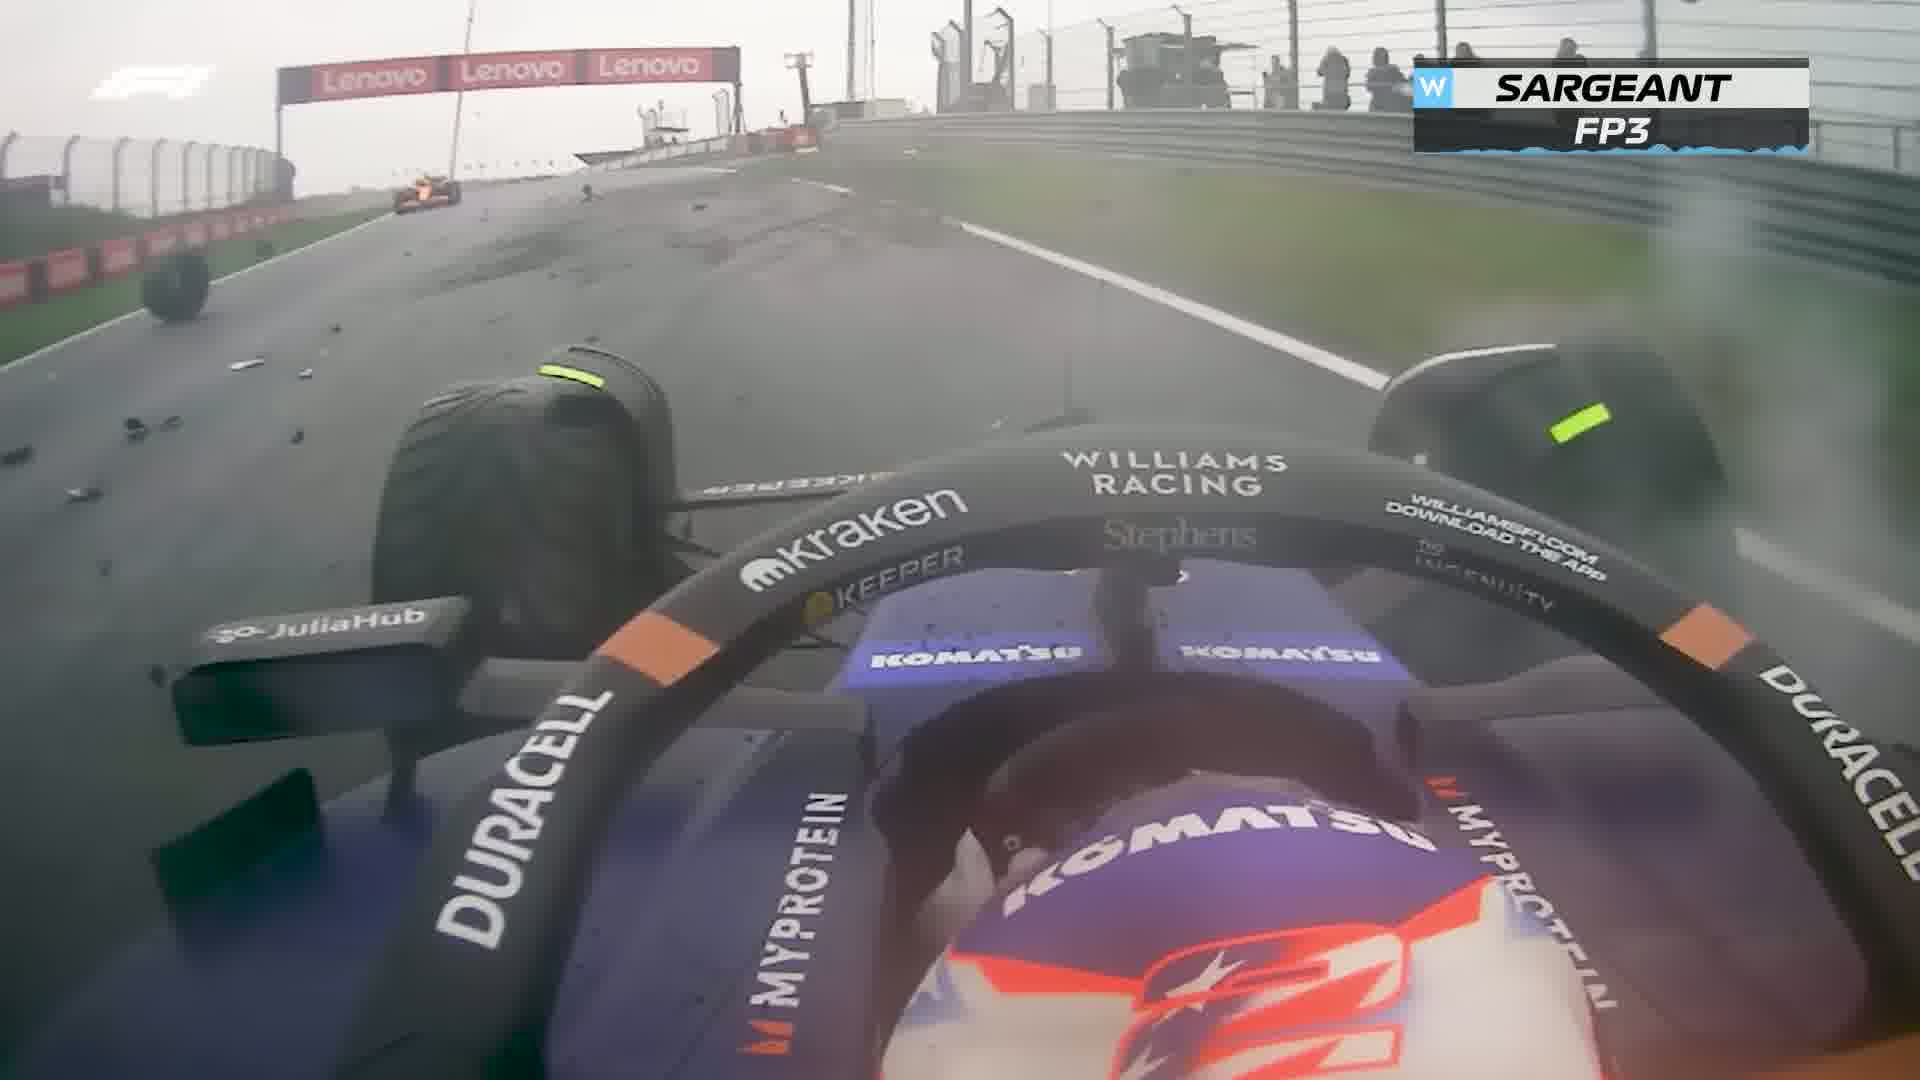 Lenovo Lenovo Lenovo
W SARGEANT
FP3
WILLIAMS
RACING
Stephens
kraken
KEEPER
WILLIAMSF1.COM
DOWNLOAD THE APP
JuliaHub
KOMATSU KOMATSU
DURACELL
DURACELL
MYPROTEIN
MYPROTEIN
KOMATSU